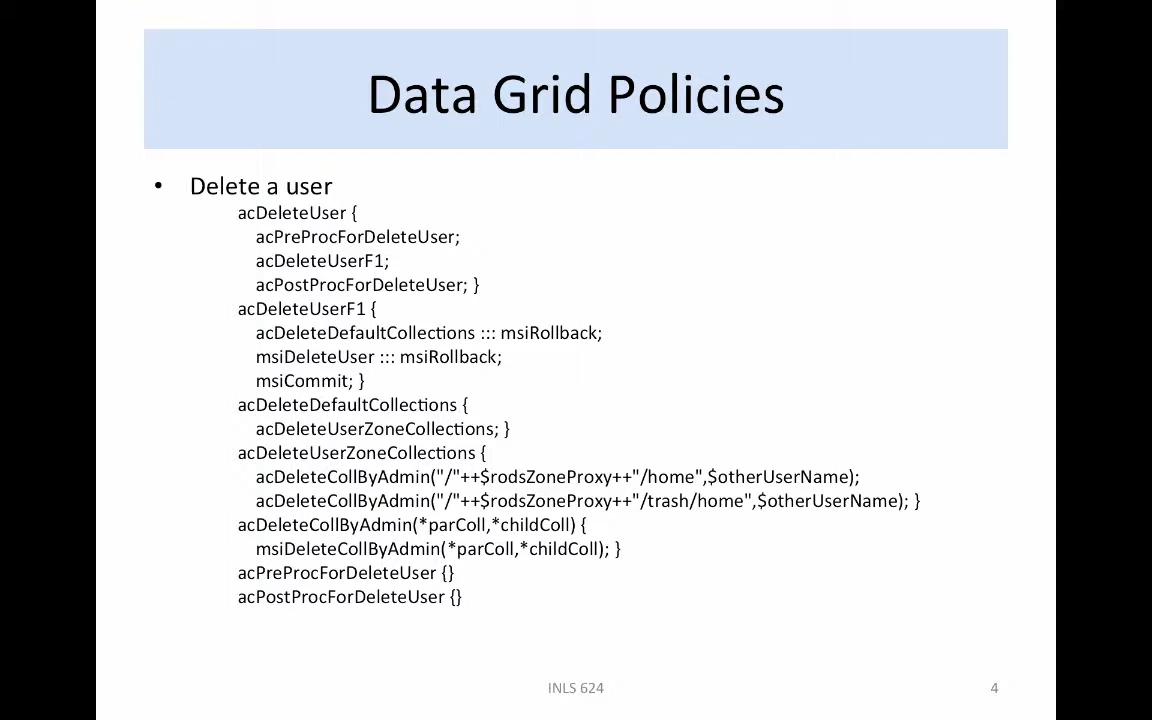 Data Grid Policies
• Delete a user
acDeleteUser {
acPreProcForDeleteUser;
acDeleteUserF1;
acPostProcForDeleteUser; }
acDeleteUserF1 {
acDeleteDefaultCollections ::: msiRollback;
msiDeleteUser ::: msiRollback;
msiCommit; }
acDeleteDefaultCollections {
acDeleteUserZoneCollections; }
acDeleteUserZoneCollections {
acDeleteCollByAdmin("/"++$rodsZoneProxy++"/home",$otherUserName);
acDeleteCollByAdmin("/"++$rodsZoneProxy++"/trash/home",$otherUserName); }
acDeleteCollByAdmin(*parColl,*childColl) {
msiDeleteCollByAdmin(*parColl,*childColl); }
acPreProcForDeleteUser {}
acPostProcForDeleteUser {}
INLS 624
4